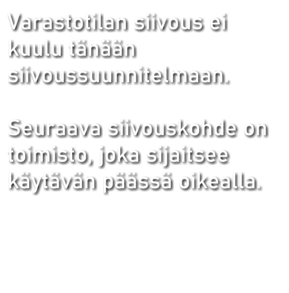 Varastotilan siivous ei
kuulu tänään
siivoussuunnitelmaan.

Seuraava siivouskohde on
toimisto, joka sijaitsee
käytävän päässä oikealla.